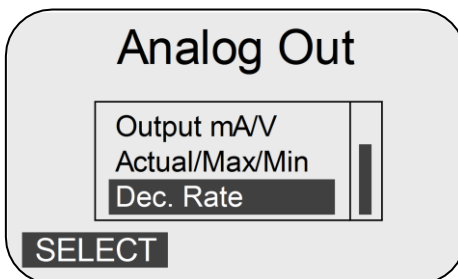 Analog Out
Output mA/V
Actual/Max/Min
Dec. Rate
SELECT